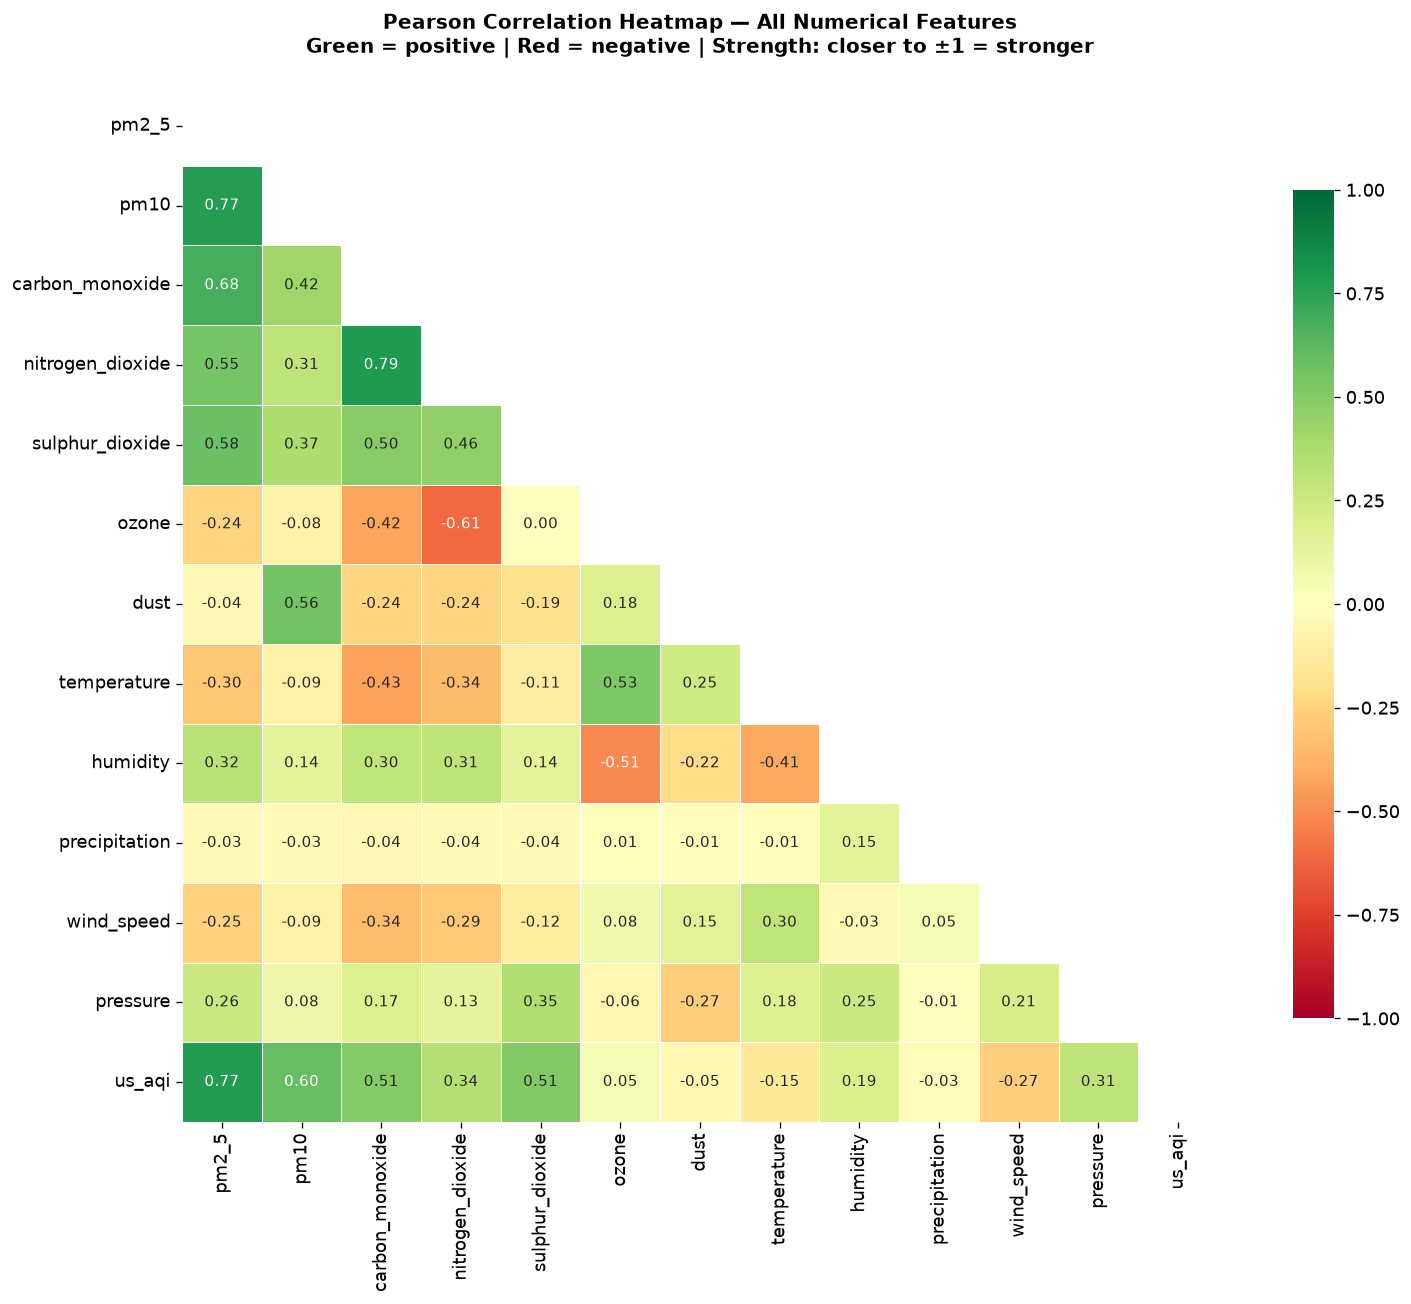 Pearson Correlation Heatmap — All Numerical Features
Green = positive | Red = negative | Strength: closer to ±1 = stronger
pm2_5
pm10 0.77
carbon_monoxide 0.68 0.42
nitrogen_dioxide 0.55 0.31 0.79
sulphur_dioxide 0.58 0.37 0.50 0.46
ozone -0.24 -0.08 -0.42 -0.61 0.00
dust -0.04 0.56 -0.24 -0.24 -0.19 0.18
temperature -0.30 -0.09 -0.43 -0.34 -0.11 0.53 0.25
humidity 0.32 0.14 0.30 0.31 0.14 -0.51 -0.22 -0.41
precipitation -0.03 -0.03 -0.04 -0.04 -0.04 0.01 -0.01 -0.01 0.15
wind_speed -0.25 -0.09 -0.34 -0.29 -0.12 0.08 0.15 0.30 -0.03 0.05
pressure 0.26 0.08 0.17 0.13 0.35 -0.06 -0.27 0.18 0.25 -0.01 0.21
us_aqi 0.77 0.60 0.51 0.34 0.51 0.05 -0.05 -0.15 0.19 -0.03 -0.27 0.31
pm2_5
pm10
carbon_monoxide
nitrogen_dioxide
sulphur_dioxide
ozone
dust
temperature
humidity
precipitation
wind_speed
pressure
us_aqi
1.00
0.75
0.50
0.25
0.00
−0.25
−0.50
−0.75
−1.00